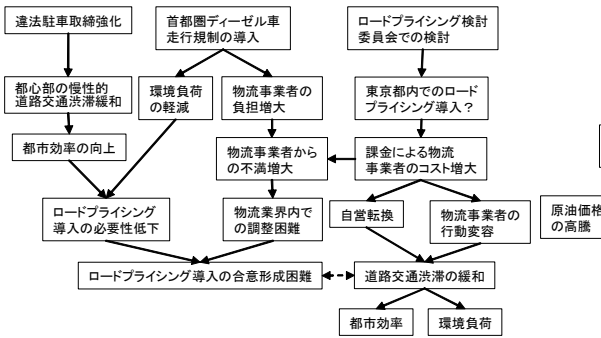 違法駐車取締強化
首都圏ディーゼル車
走行規制の導入
ロードプライシング検討
委員会での検討
都心部の慢性的
道路交通渋滞緩和
環境負荷
の軽減
物流事業者の
負担増大
東京都内でのロード
プライシング導入？
都市効率の向上
物流事業者から
の不満増大
課金による物流
事業者のコスト増大
ロードプライシング
導入の必要性低下
物流業界内で
の調整困難
自営転換
物流事業者の
行動変容
原油価格
の高騰
ロードプライシング導入の合意形成困難
道路交通渋滞の緩和
都市効率
環境負荷